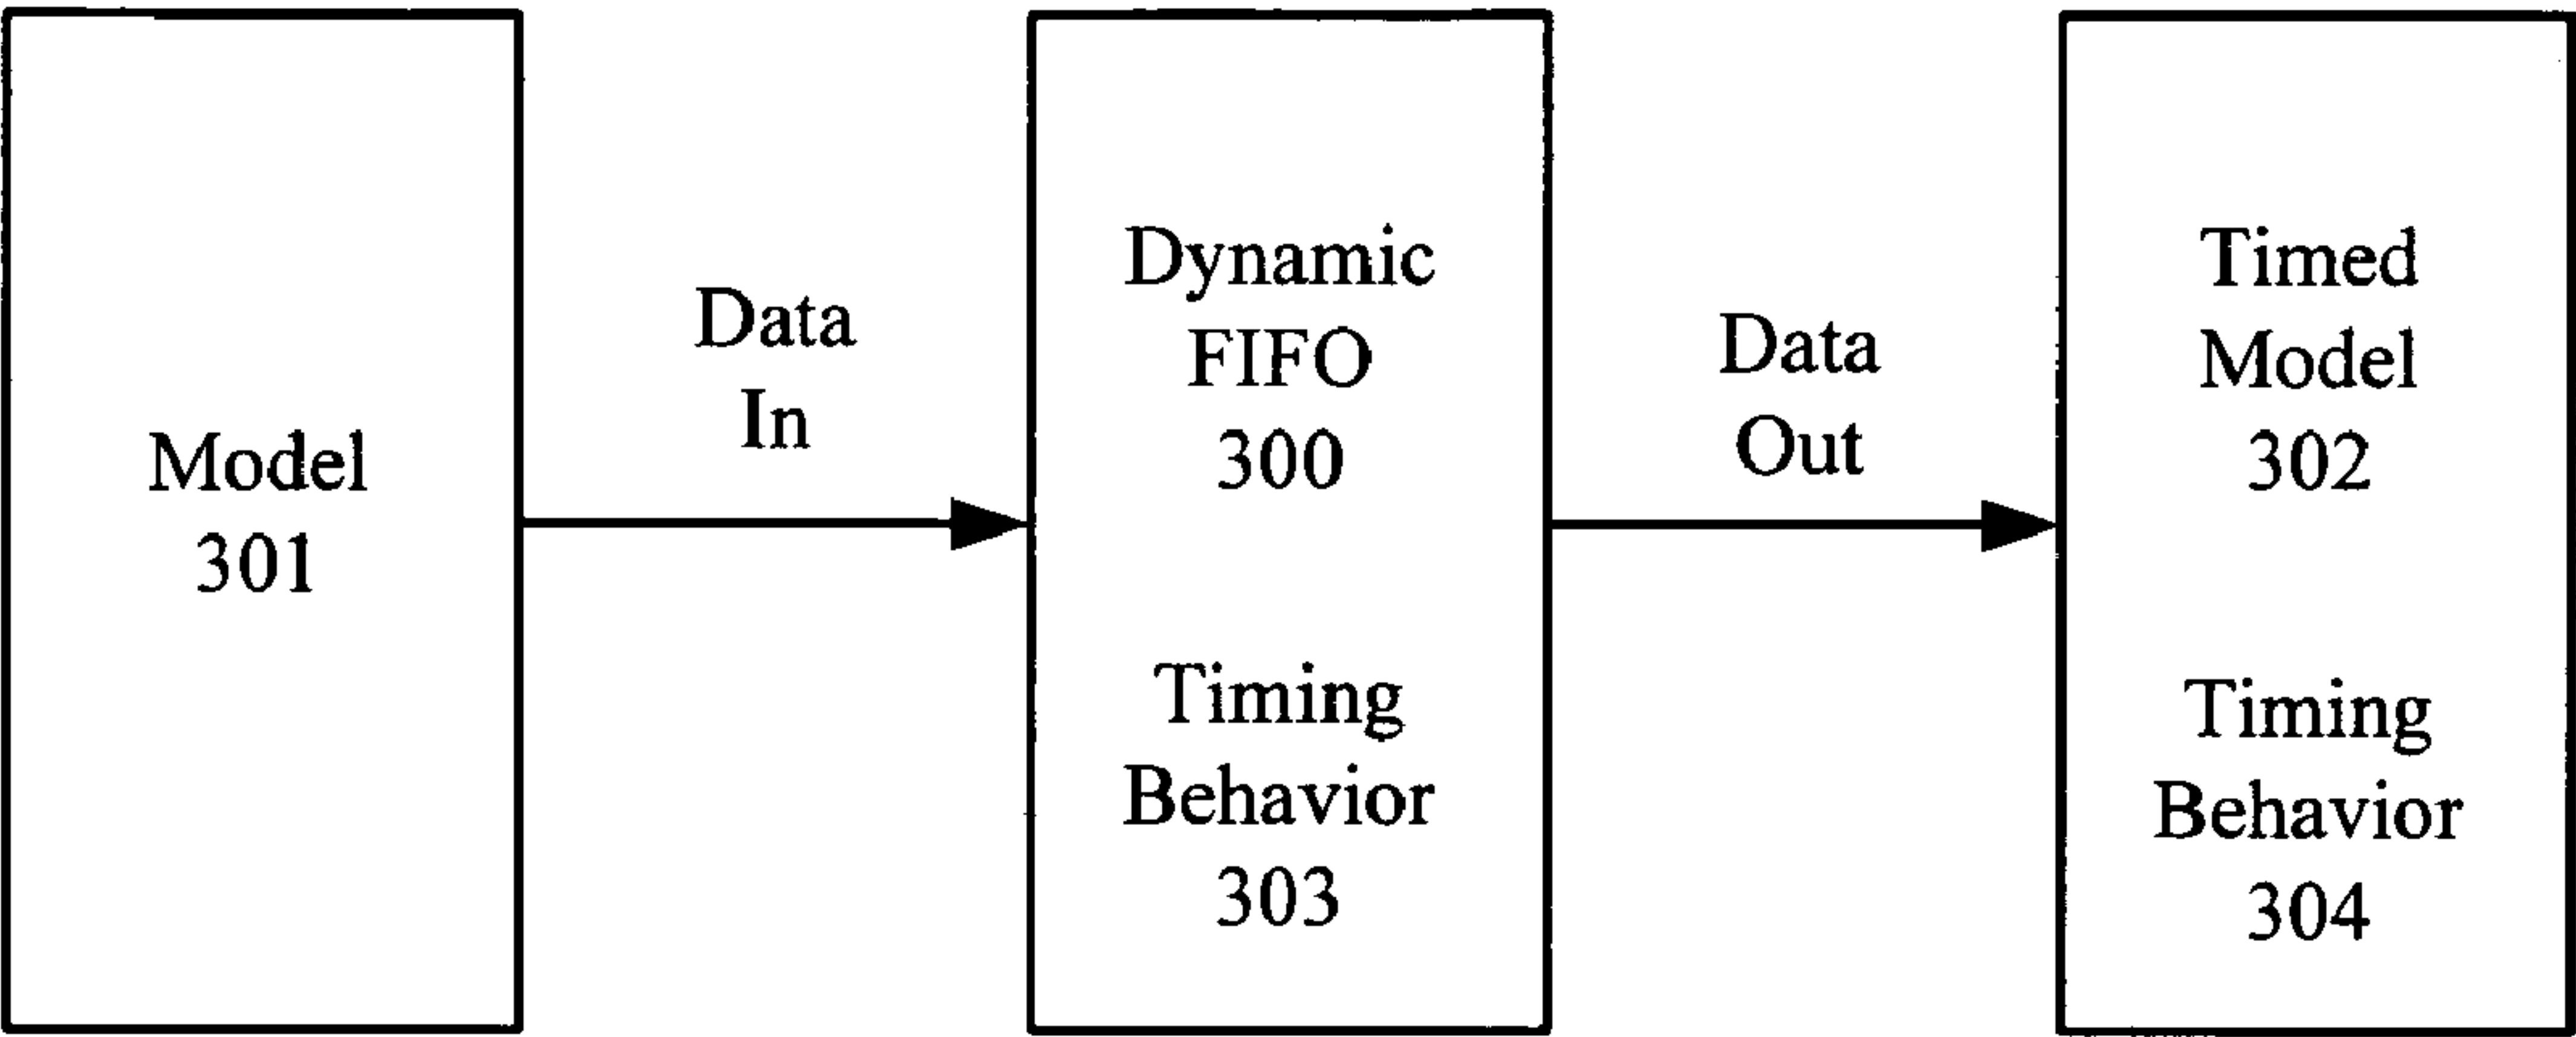 Model
301
Data
In
Dynamic
FIFO
300
Timing
Behavior
303
Data
Out
Timed
Model
302
Timing
Behavior
304